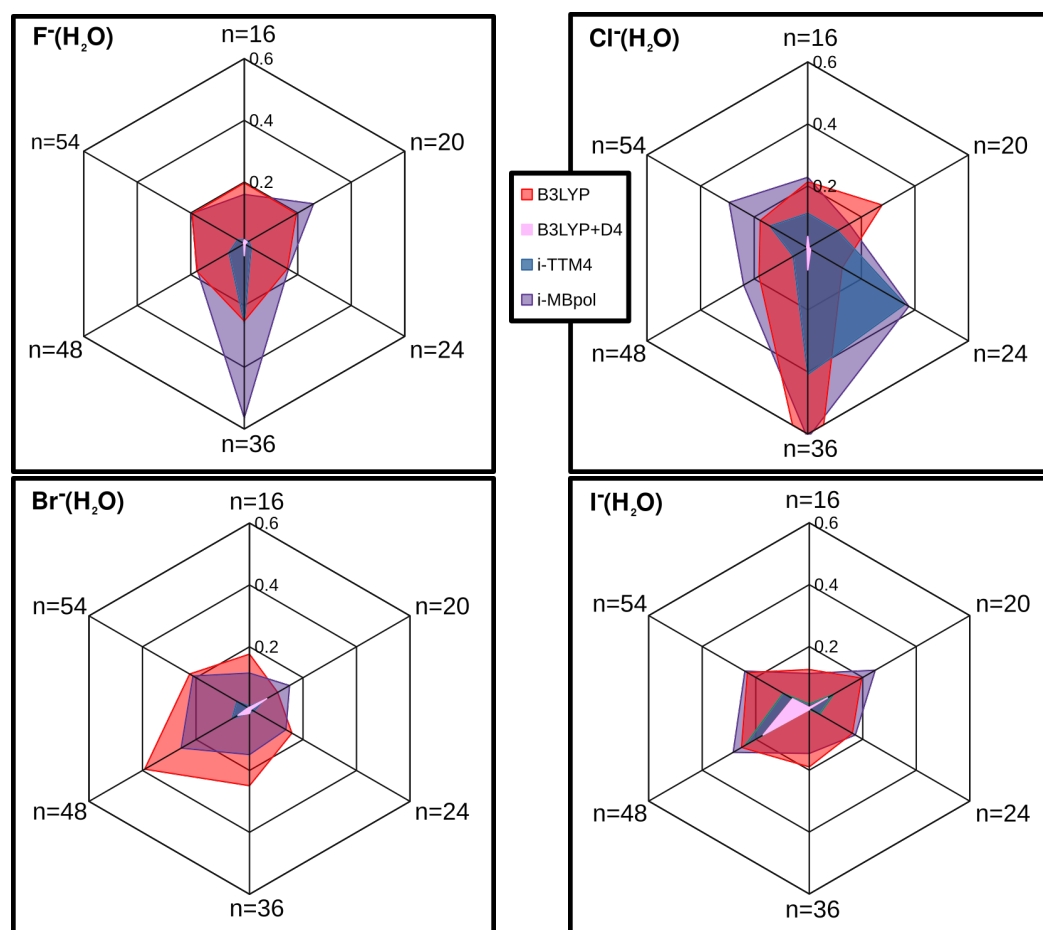 F⁻(H₂O)
n=16
0.6
0.4
0.2
n=54
n=20
n=48
n=24
n=36
Cl⁻(H₂O)
n=16
0.6
0.4
0.2
n=54
n=20
n=48
n=24
n=36
B3LYP
B3LYP+D4
i-TTM4
i-MBpol
Br⁻(H₂O)
n=16
0.6
0.4
0.2
n=54
n=20
n=48
n=24
n=36
I⁻(H₂O)
n=16
0.6
0.4
0.2
n=54
n=20
n=48
n=24
n=36